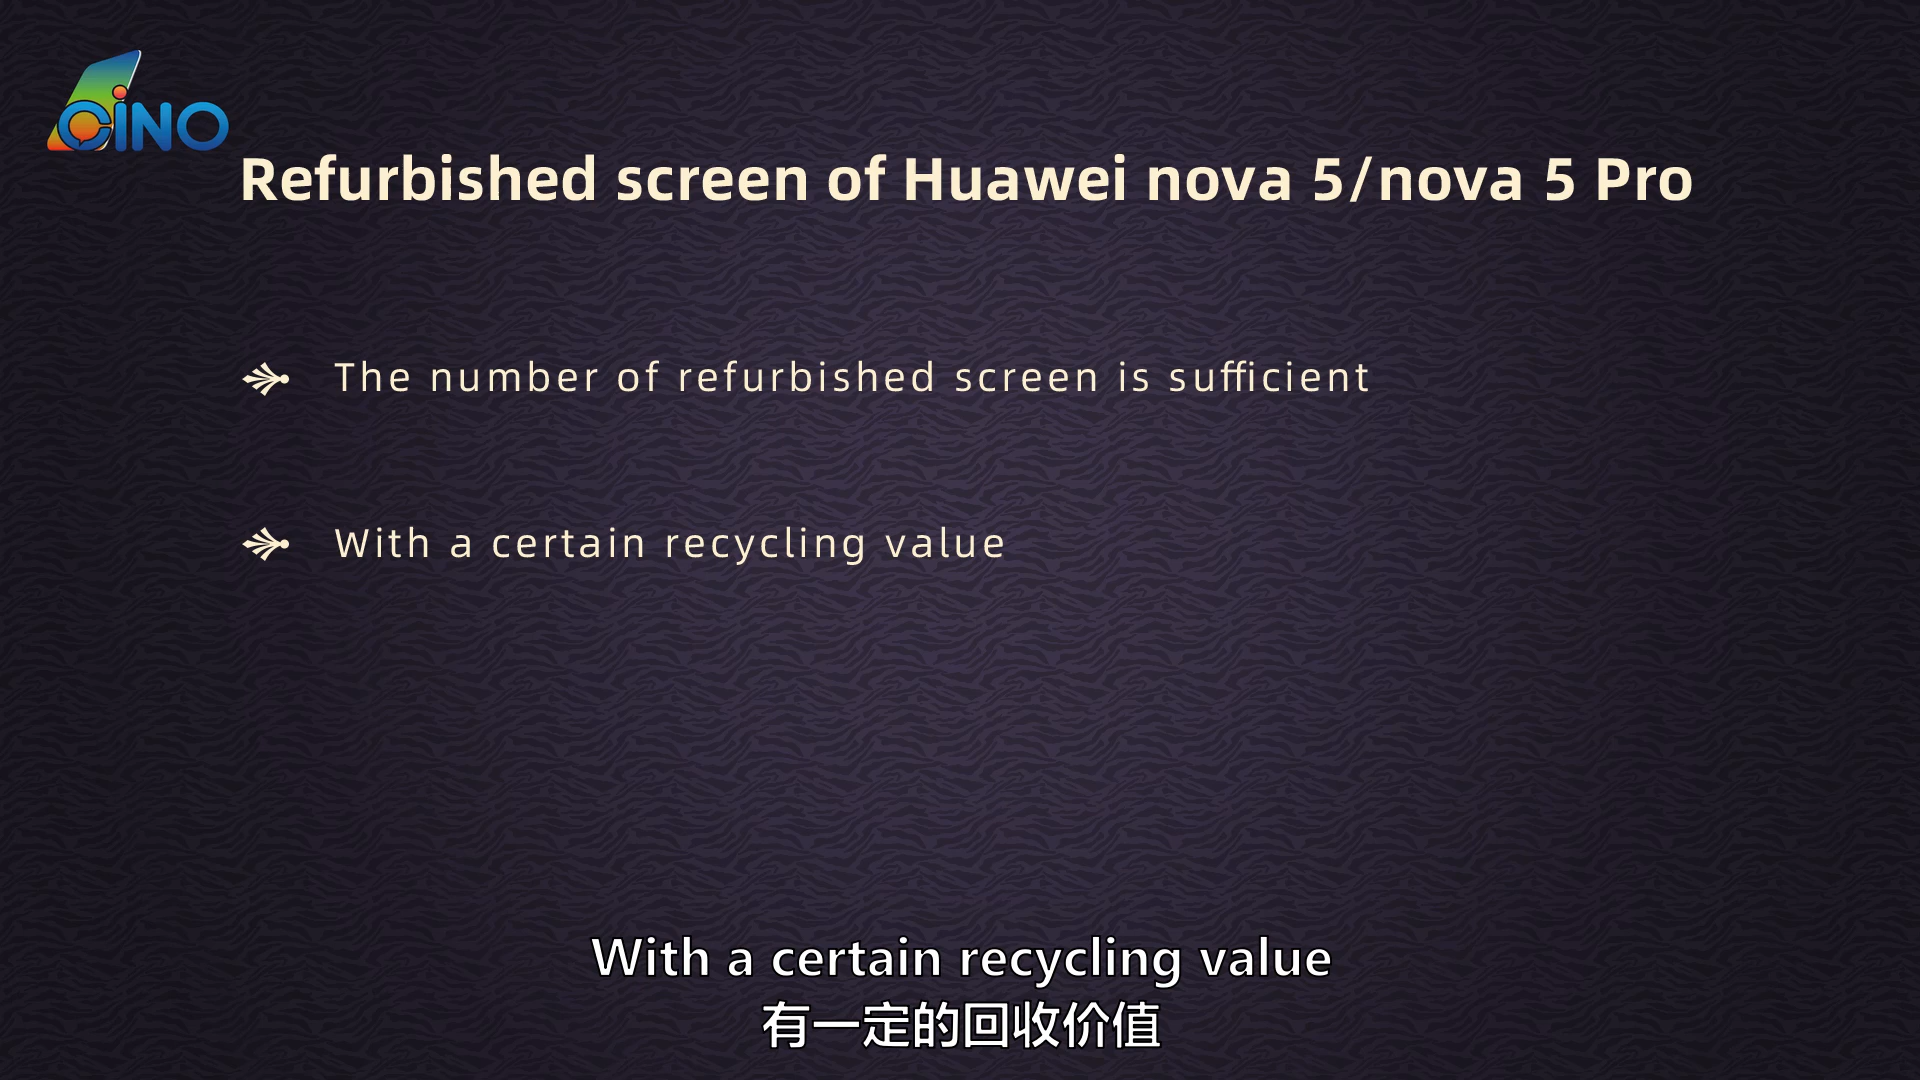 OINO
Refurbished screen of Huawei nova 5/nova 5 Pro
The number of refurbished screen is sufficient
With a certain recycling value
With a certain recycling value
有一定的回收价值